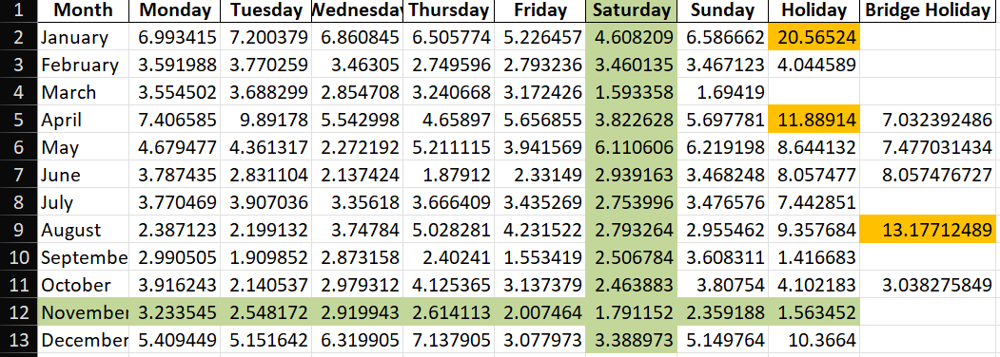 1 Month Monday Tuesday Wednesday Thursday Friday Saturday Sunday Holiday Bridge Holiday
2 January 6.993415 7.200379 6.860845 6.505774 5.226457 4.608209 6.586662 20.56524
3 February 3.591988 3.770259 3.46305 2.749596 2.793236 3.460135 3.467123 4.044589
4 March 3.554502 3.688299 2.854708 3.240668 3.172426 1.593358 1.69419
5 April 7.406585 9.89178 5.542998 4.65897 5.656855 3.822628 5.697781 11.88914 7.032392486
6 May 4.679477 4.361317 2.272192 5.211115 3.941569 6.110606 6.219198 8.644132 7.477031434
7 June 3.787435 2.831104 2.137424 1.87912 2.33149 2.939163 3.468248 8.057477 8.057476727
8 July 3.770469 3.907036 3.35618 3.666409 3.435269 2.753996 3.476576 7.442851
9 August 2.387123 2.199132 3.74784 5.028281 4.231522 2.793264 2.955462 9.357684 13.17712489
10 Septembe 2.990505 1.909852 2.873158 2.40241 1.553419 2.506784 3.608311 1.416683
11 October 3.916243 2.140537 2.979312 4.125365 3.137379 2.463883 3.80754 4.102183 3.038275849
12 November 3.233545 2.548172 2.919943 2.614113 2.007464 1.791152 2.359188 1.563452
13 December 5.409449 5.151642 6.319905 7.137905 3.077973 3.388973 5.149764 10.3664